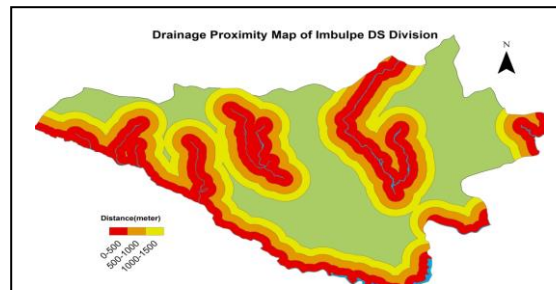 Drainage Proximity Map of Imbulpe DS Division
N
Distance(meter)
0-500
500-1000
1000-1500